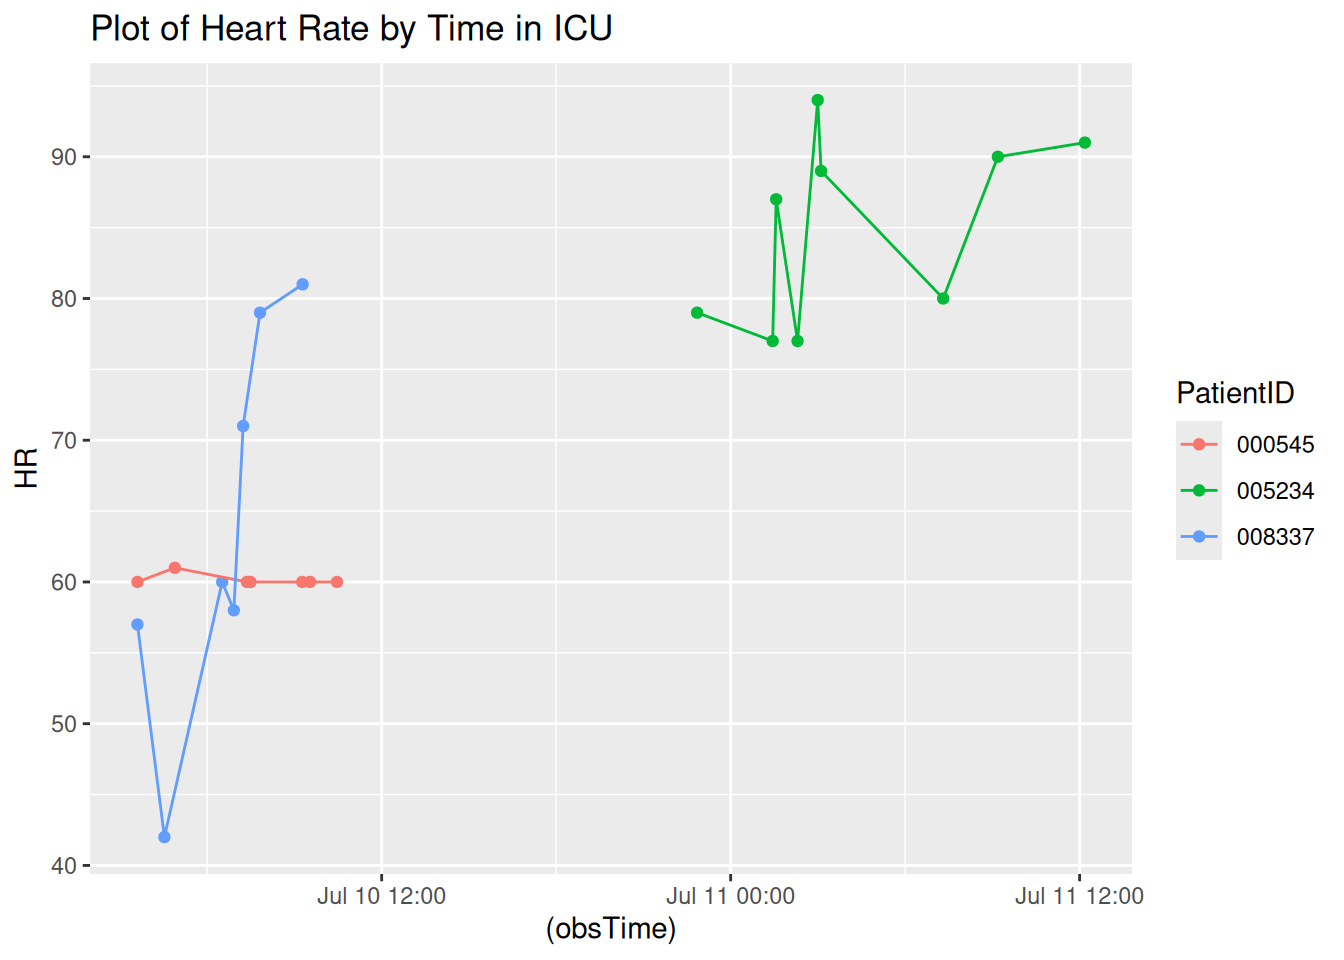 Plot of Heart Rate by Time in ICU
90
80
70
60
50
40
HR
Jul 10 12:00
Jul 11 00:00
Jul 11 12:00
(obsTime)
PatientID
000545
005234
008337